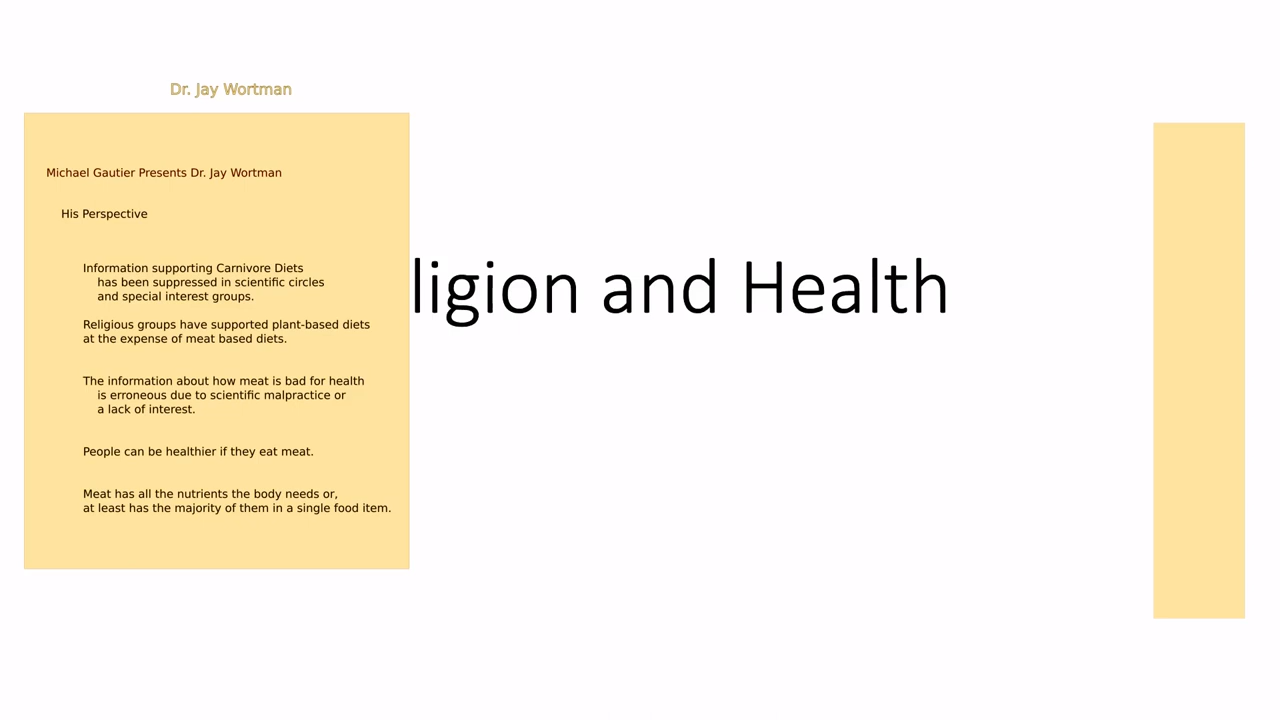 Dr. Jay Wortman
Michael Gautier Presents Dr. Jay Wortman
His Perspective
Information supporting Carnivore Diets
has been suppressed in scientific circles
and special interest groups.
Religious groups have supported plant-based diets
at the expense of meat based diets.
The information about how meat is bad for health
is erroneous due to scientific malpractice or
a lack of interest.
People can be healthier if they eat meat.
Meat has all the nutrients the body needs or,
at least has the majority of them in a single food item.
ligion and Health